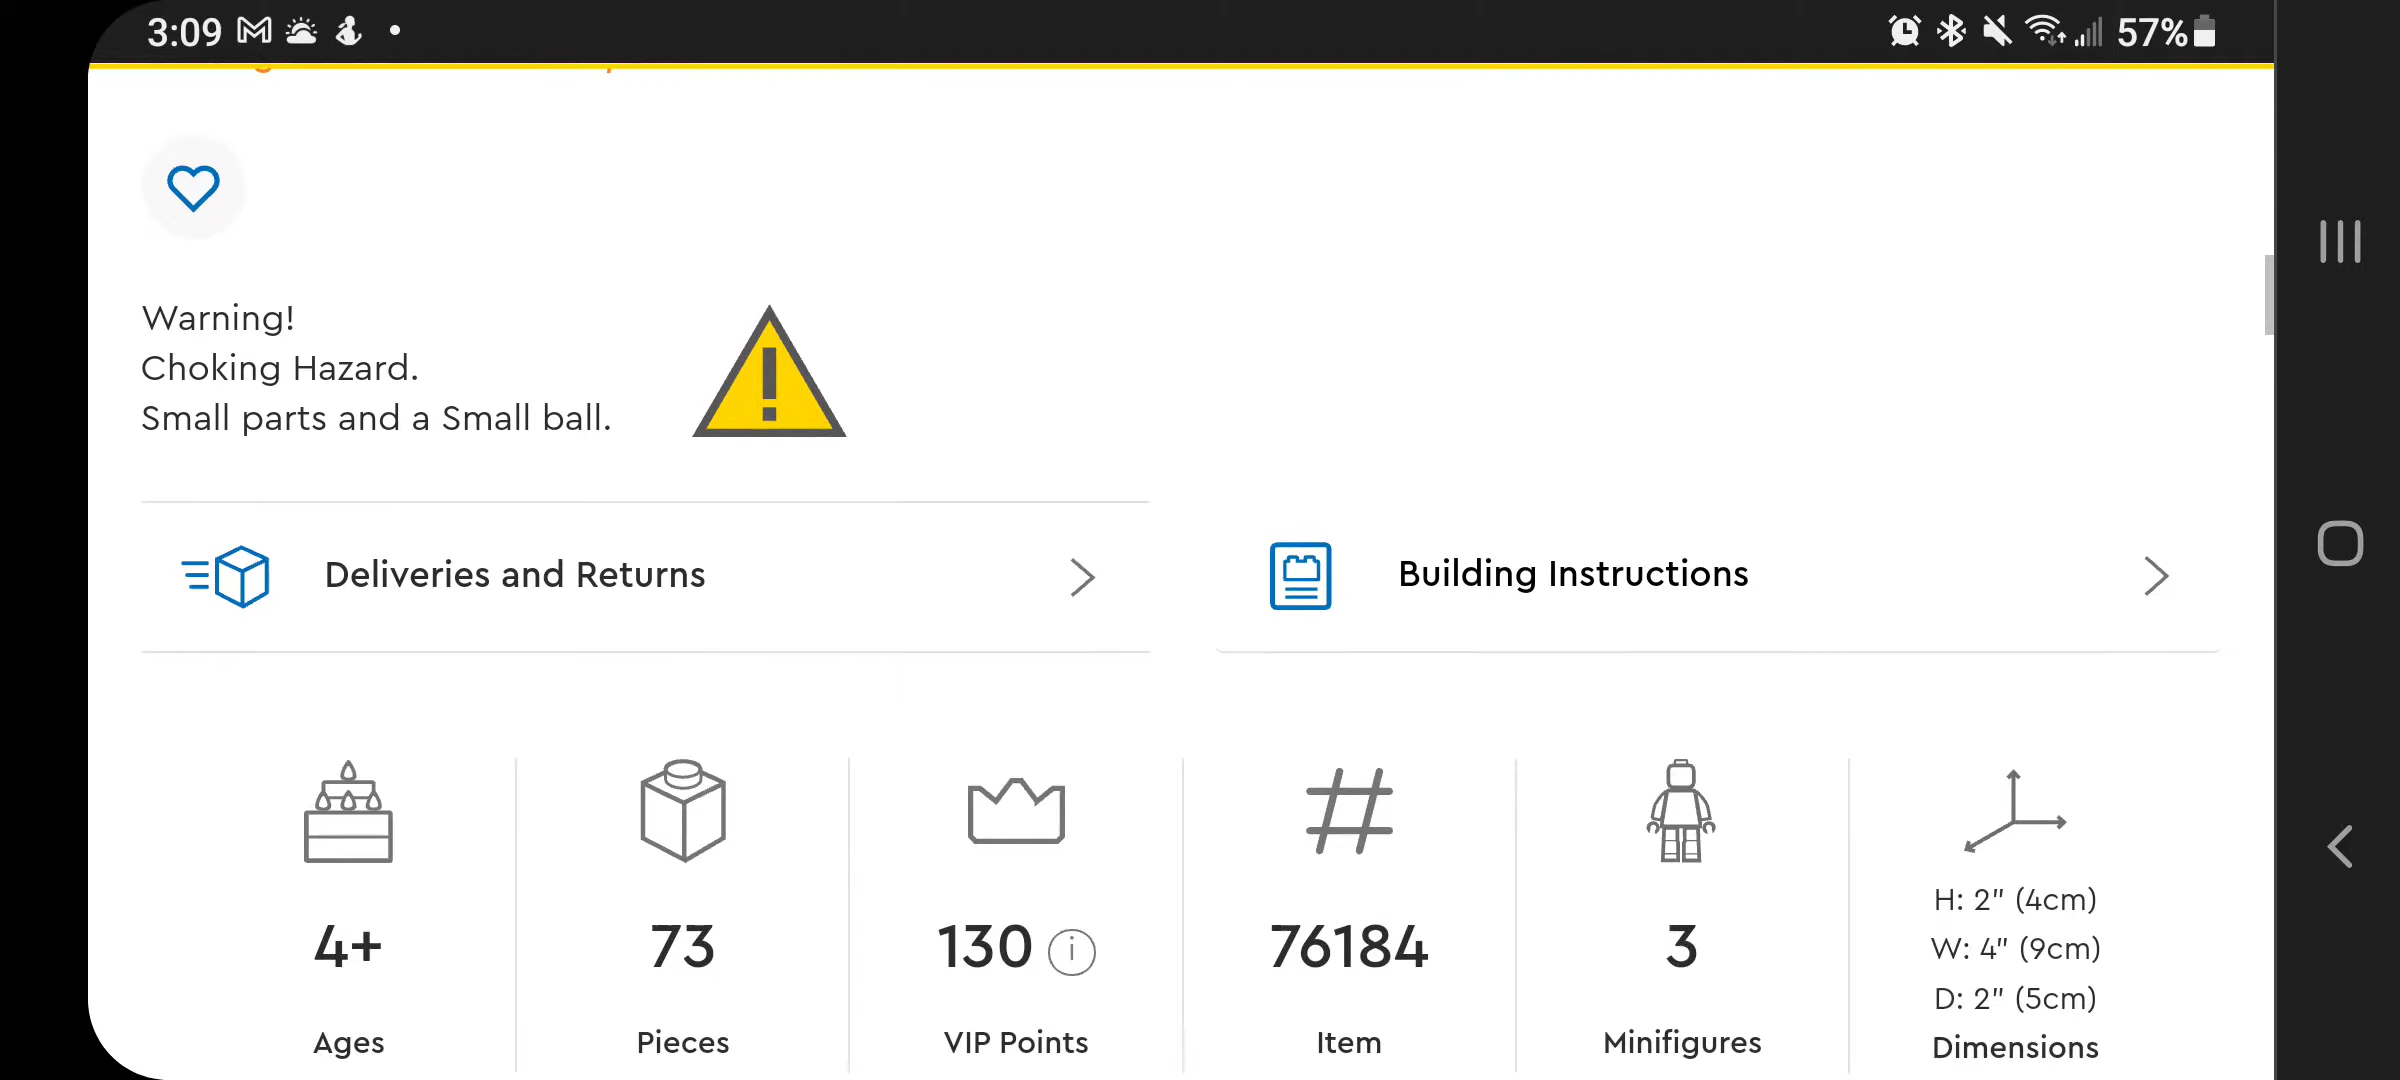 3:09
57%
Warning!
Choking Hazard.
Small parts and a Small ball.
Deliveries and Returns
Building Instructions
4+
Ages
73
Pieces
130
VIP Points
76184
Item
3
Minifigures
H: 2" (4cm)
W: 4" (9cm)
D: 2" (5cm)
Dimensions